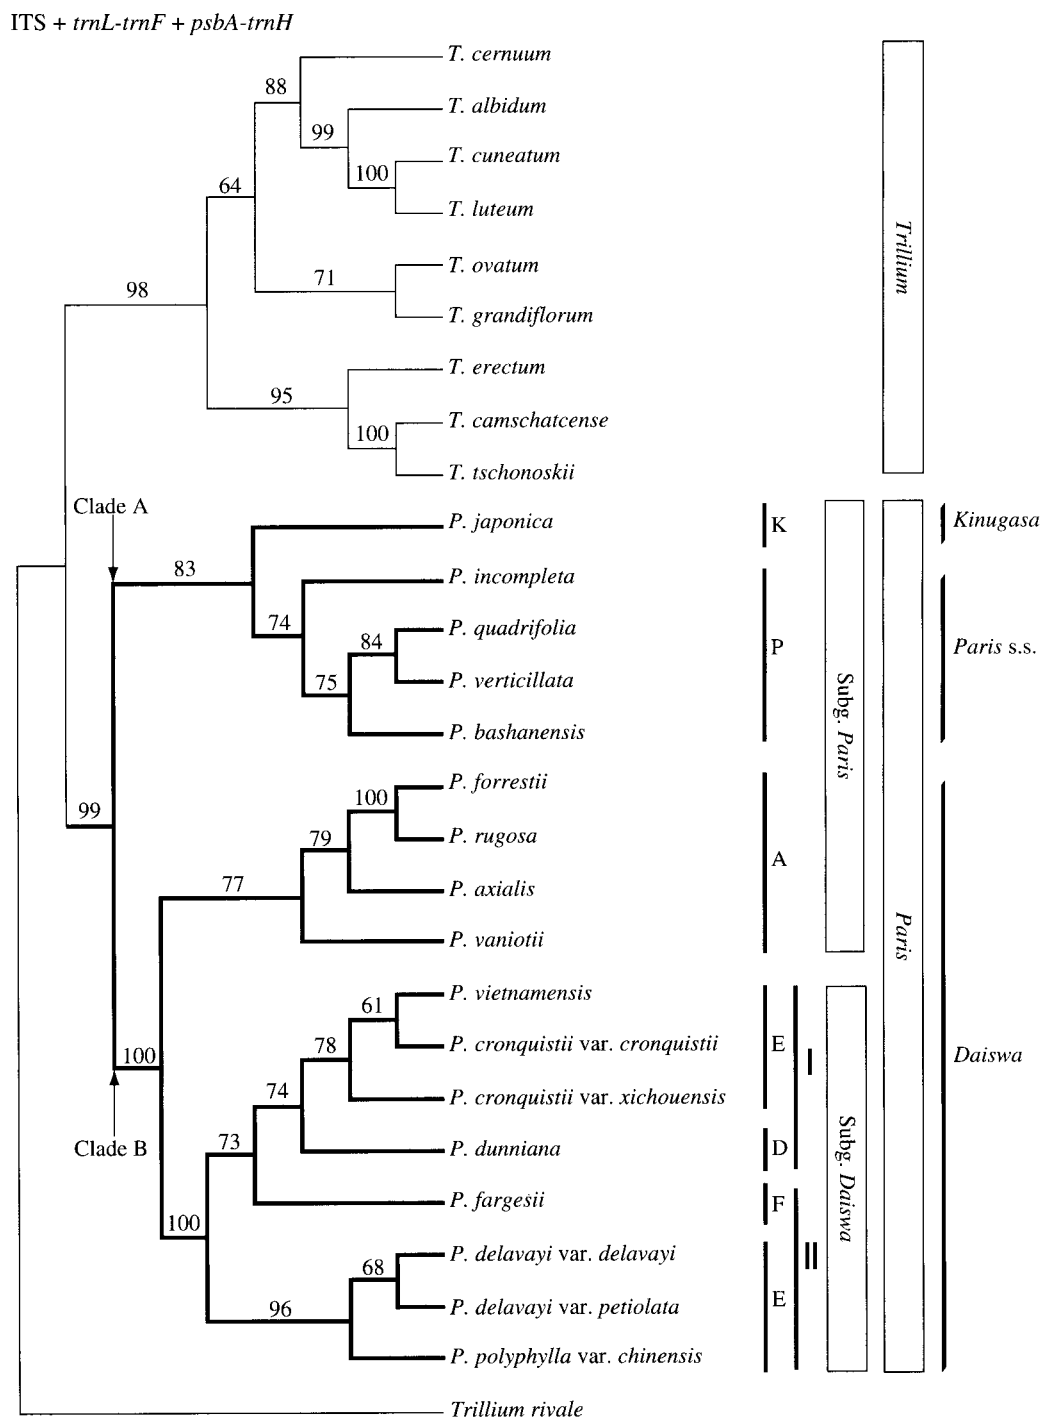 ITS + trnL-trnF + psbA-trnH
T. cernuum
88
T. albidum
99
T. cuneatum
100
64
T. luteum
T. ovatum
71
98
T. grandiflorum
T. erectum
95
T. camschatcense
100
T. tschonoskii
Trillium
Clade A
P. japonica
K
Kinugasa
83
P. incompleta
74
P. quadrifolia
84
P
Paris s.s.
P. verticillata
75
P. bashanensis
Subg. Paris
P. forrestii
100
99
P. rugosa
79
A
P. axialis
77
P. vaniotii
Paris
P. vietnamensis
61
P. cronquistii var. cronquistii
E
I
Daiswa
78
100
P. cronquistii var. xichouensis
74
Clade B
P. dunniana
D
73
P. fargesii
F
Subg. Daiswa
100
P. delavayi var. delavayi
II
68
P. delavayi var. petiolata
E
96
P. polyphylla var. chinensis
Trillium rivale